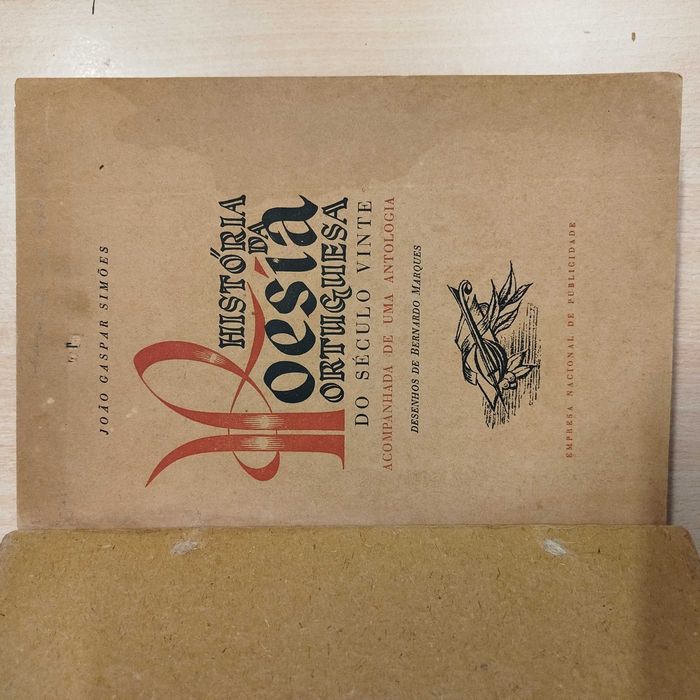 JOÃO GASPAR SIMÕES
HISTÓRIA
DA
Poesia
PORTUGUESA
DO SÉCULO VINTE
ACOMPANHADA DE UMA ANTOLOGIA
DESENHOS DE BERNARDO MARQUES
EMPRESA NACIONAL DE PUBLICIDADE